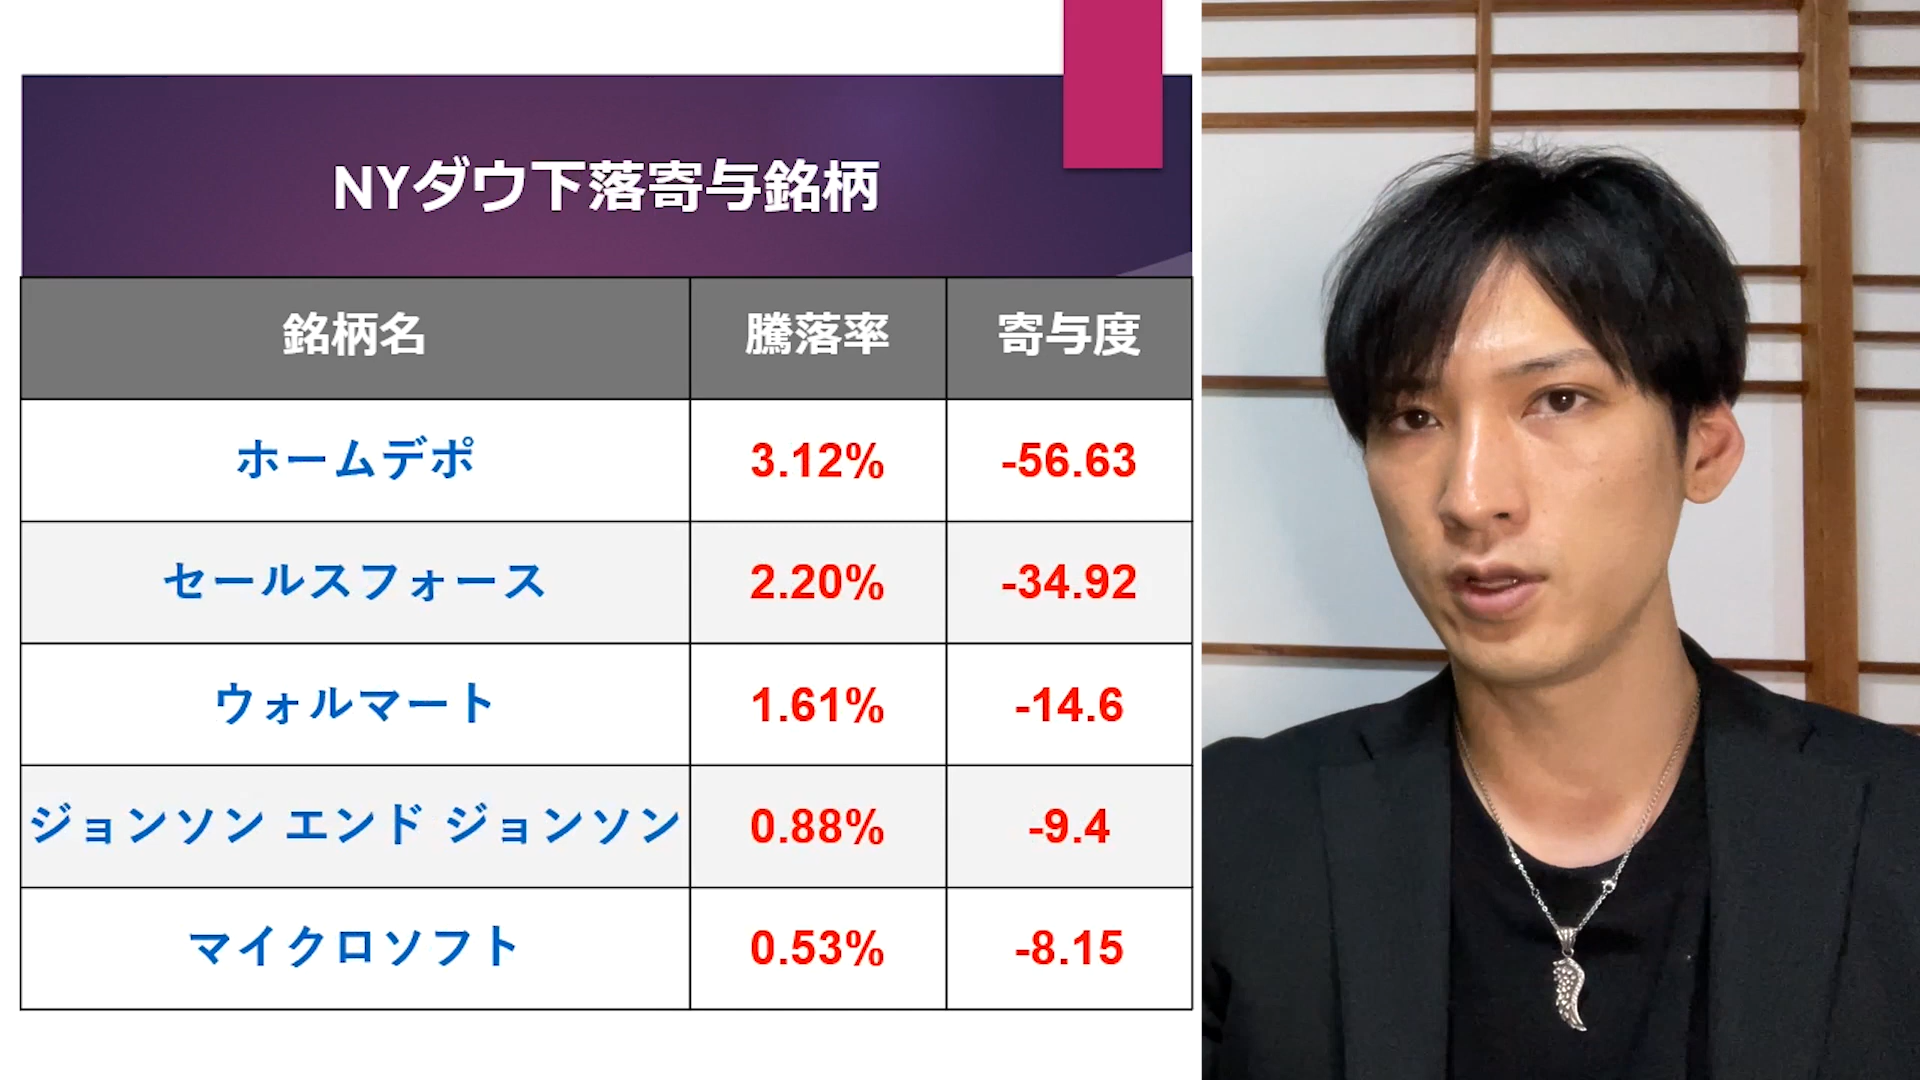 NYダウ下落寄与銘柄
銘柄名 騰落率 寄与度
ホームデポ 3.12% -56.63
セールスフォース 2.20% -34.92
ウォルマート 1.61% -14.6
ジョンソン エンド ジョンソン 0.88% -9.4
マイクロソフト 0.53% -8.15